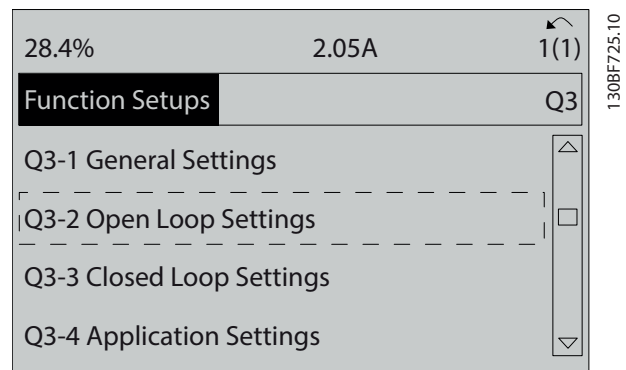 28.4% 2.05A 1(1)
Function Setups Q3
Q3-1 General Settings
Q3-2 Open Loop Settings
Q3-3 Closed Loop Settings
Q3-4 Application Settings
130BF725.10